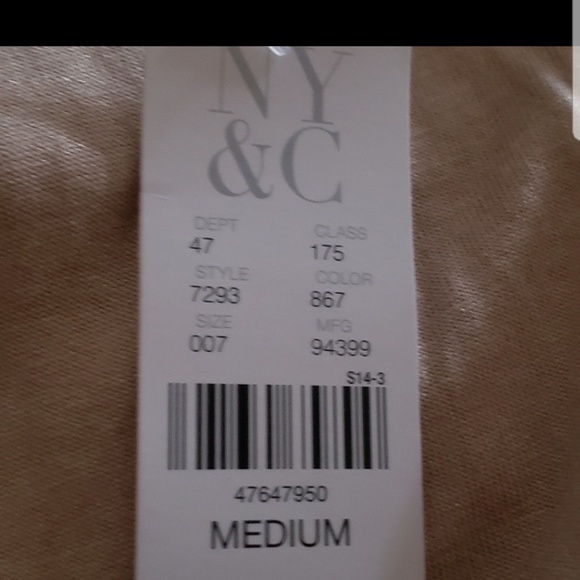 NY
&C
DEPT CLASS
47 175
STYLE COLOR
7293 867
SIZE MFG
007 94399
S14-3
47647950
MEDIUM